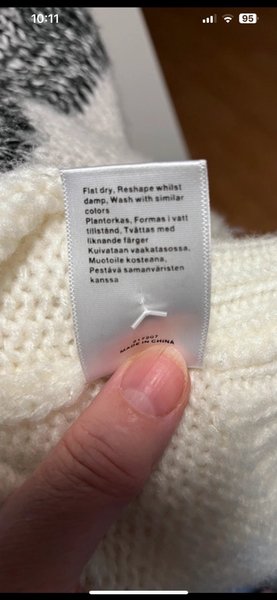 10:11
95
Flat dry, Reshape whilst
damp, Wash with similar
colors
Plantorkas, Formas i vått
tillstånd, Tvättas med
liknande färger
Kuivataan vaakatasossa,
Muotoile kosteana,
Pestävä samanväristen
kanssa
MADE IN CHINA